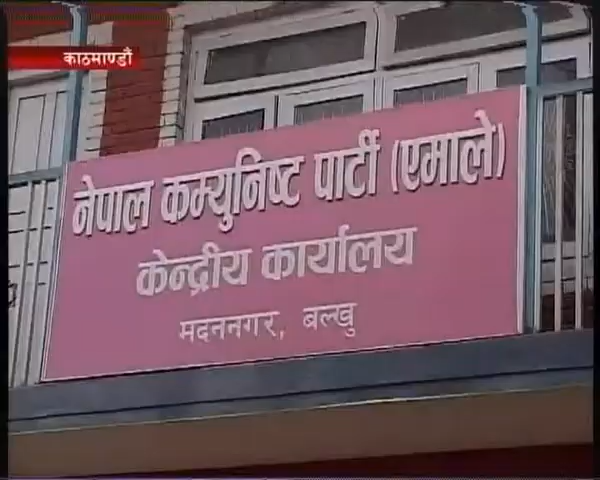 काठमाण्डौं
नेपाल कम्युनिष्ट पार्टी (एमाले)
केन्द्रीय कार्यालय
मदननगर, बल्खु